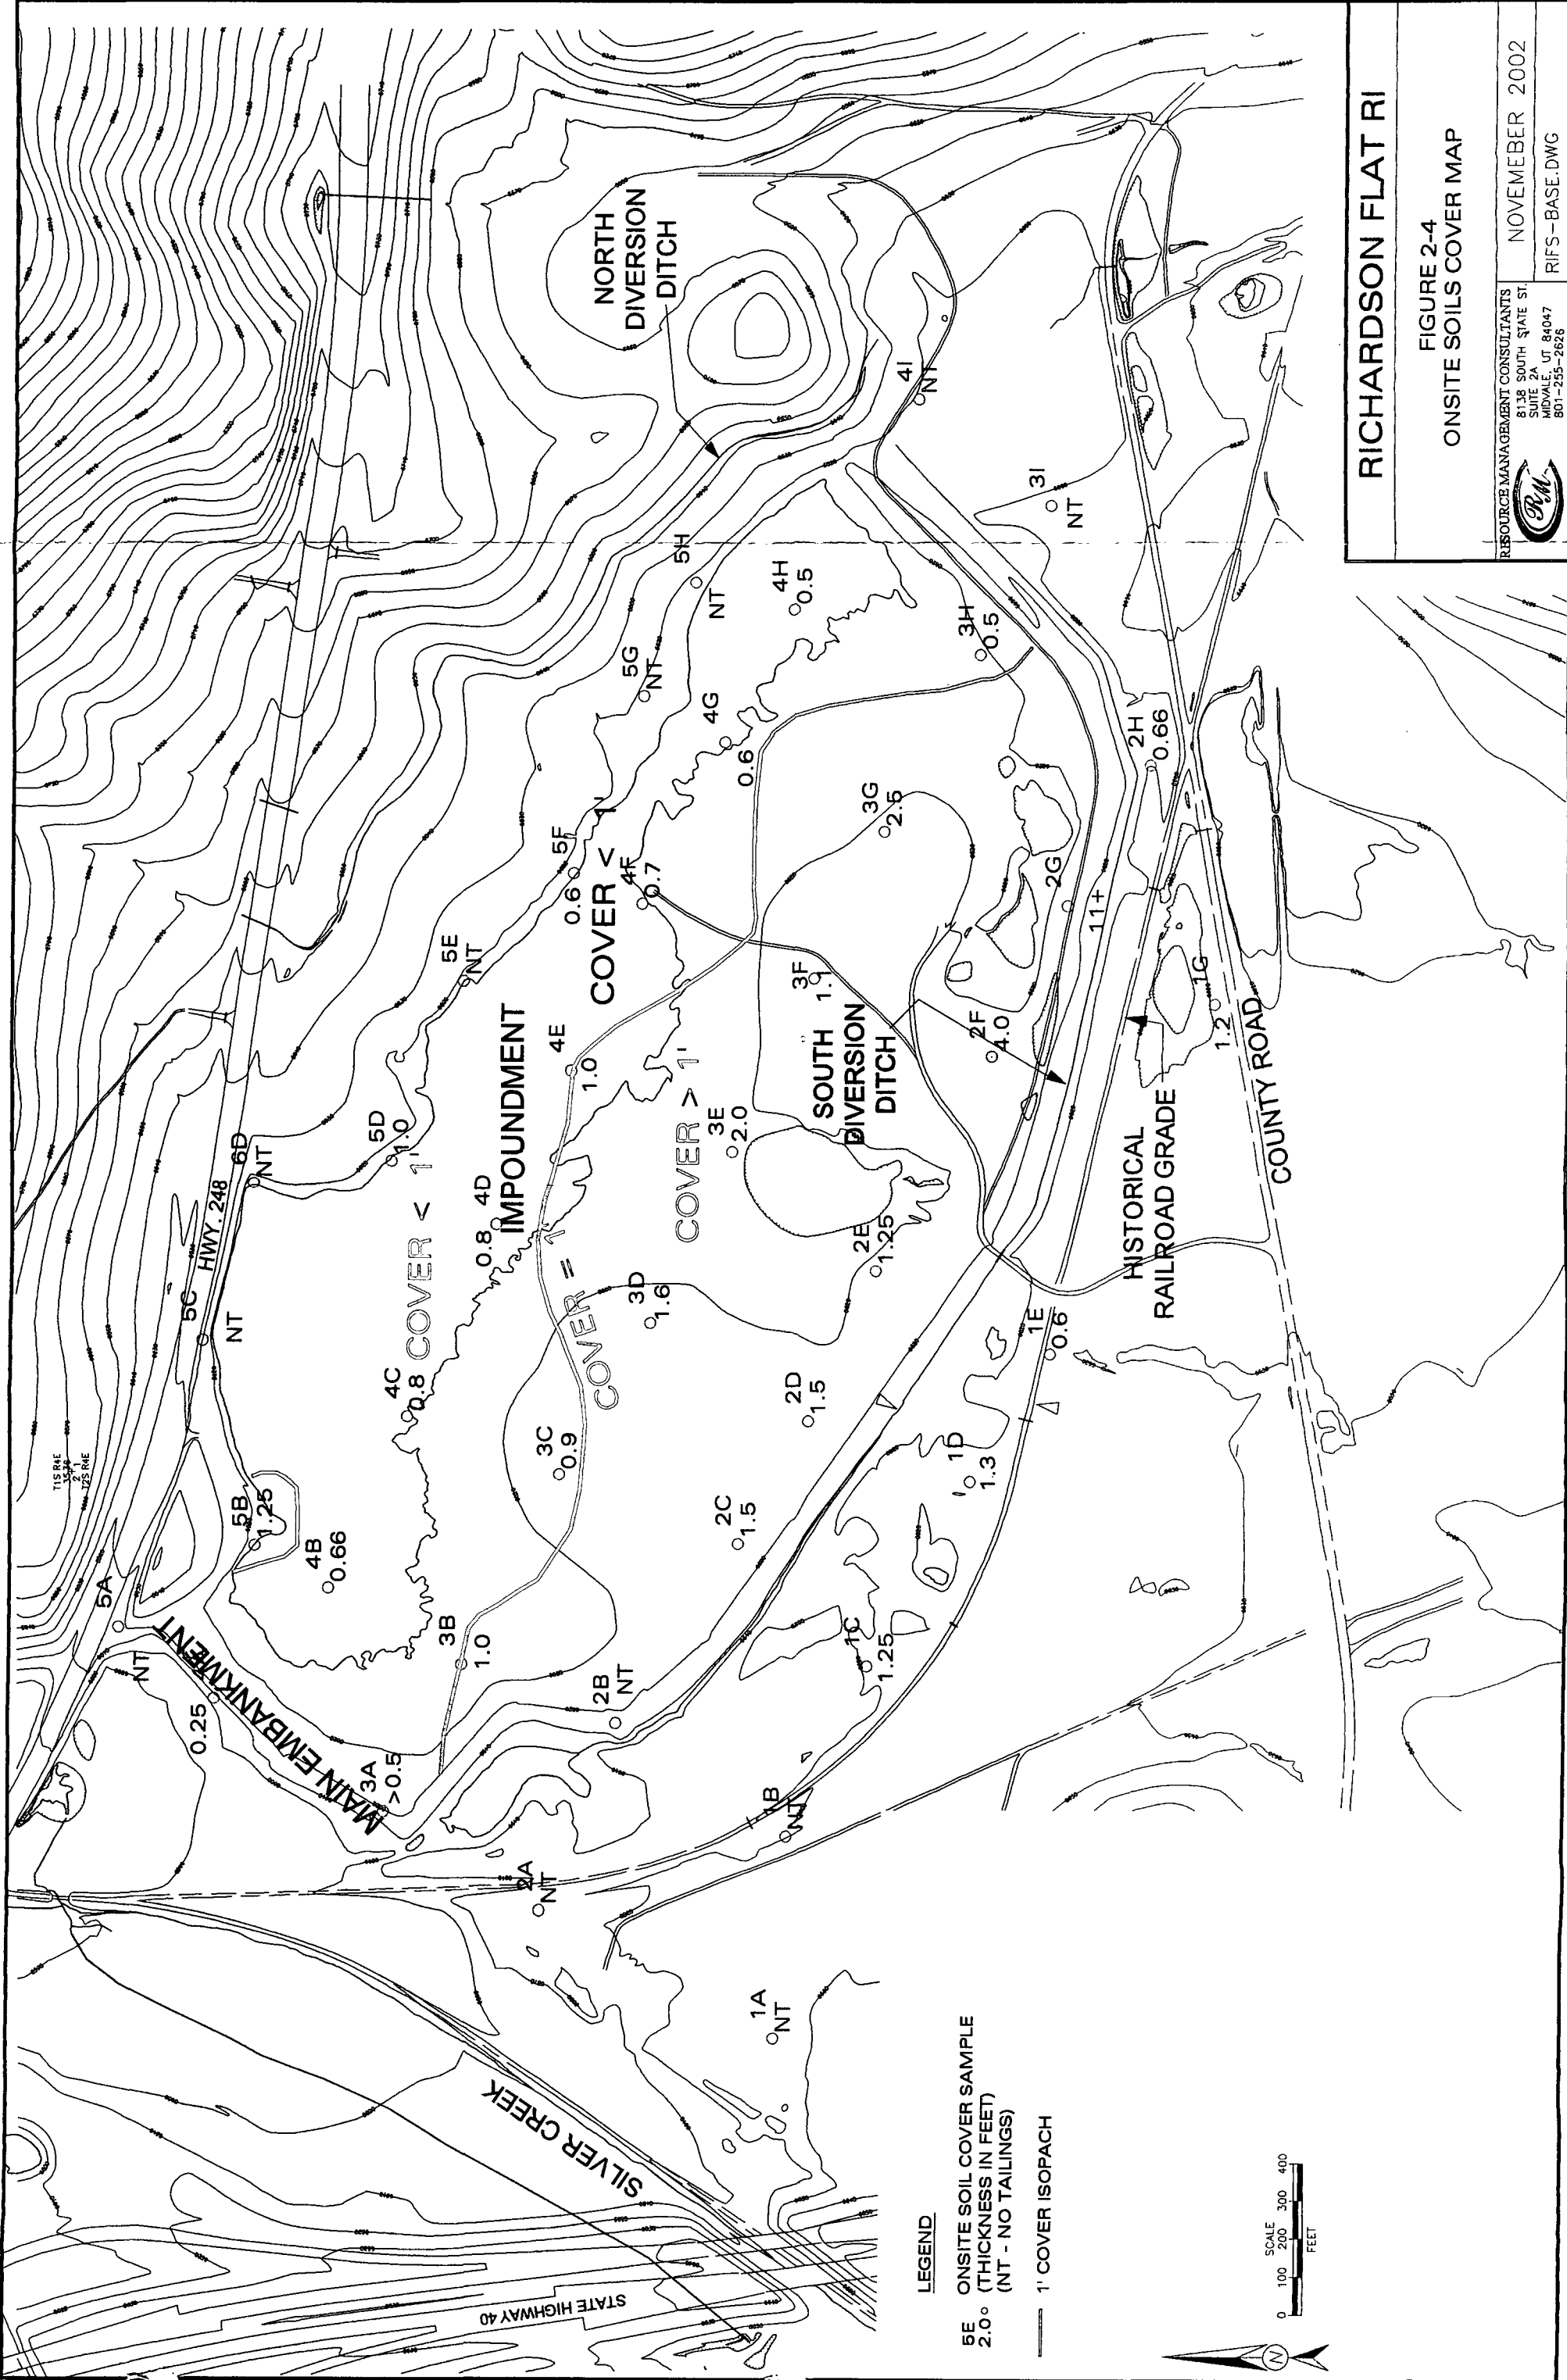 RICHARDSON FLAT RI
FIGURE 2-4
ONSITE SOILS COVER MAP
RESOURCE MANAGEMENT CONSULTANTS
8138 SOUTH STATE ST.
SUITE 2A
MIDVALE, UT 84047
801-255-2626
RM
NOVEMEBER 2002
RIFS-BASE.DWG
T1S R4E
2 1
T2S R4E
HWY. 248
NORTH
DIVERSION
DITCH
SOUTH
DIVERSION
DITCH
IMPOUNDMENT
MAIN EMBANKMENT
COVER < 1'
COVER < 1'
COVER = 1'
COVER > 1'
HISTORICAL
RAILROAD GRADE
COUNTY ROAD
SILVER CREEK
STATE HIGHWAY 40
5A
NT
0.25
5B
1.25
4B
0.66
5C
NT
6D
NT
5D
1.0
4C
0.8
4D
0.8
5E
NT
5F
0.6
4E
1.0
4F
0.7
5G
NT
4G
0.6
5H
NT
4H
0.5
4I
NT
3I
NT
3H
0.5
2H
0.66
3G
2.5
2G
11+
1G
1.2
3F
1.1
2F
4.0
3E
2.0
2E
1.25
1E
0.6
3D
1.6
2D
1.5
1D
1.3
3C
0.9
2C
1.5
1C
1.25
3B
1.0
2B
NT
1B
NT
3A
>0.5
2A
NT
1A
NT
LEGEND
5E
2.0
ONSITE SOIL COVER SAMPLE
(THICKNESS IN FEET)
(NT - NO TAILINGS)
1' COVER ISOPACH
SCALE
0 100 200 300 400
FEET
N